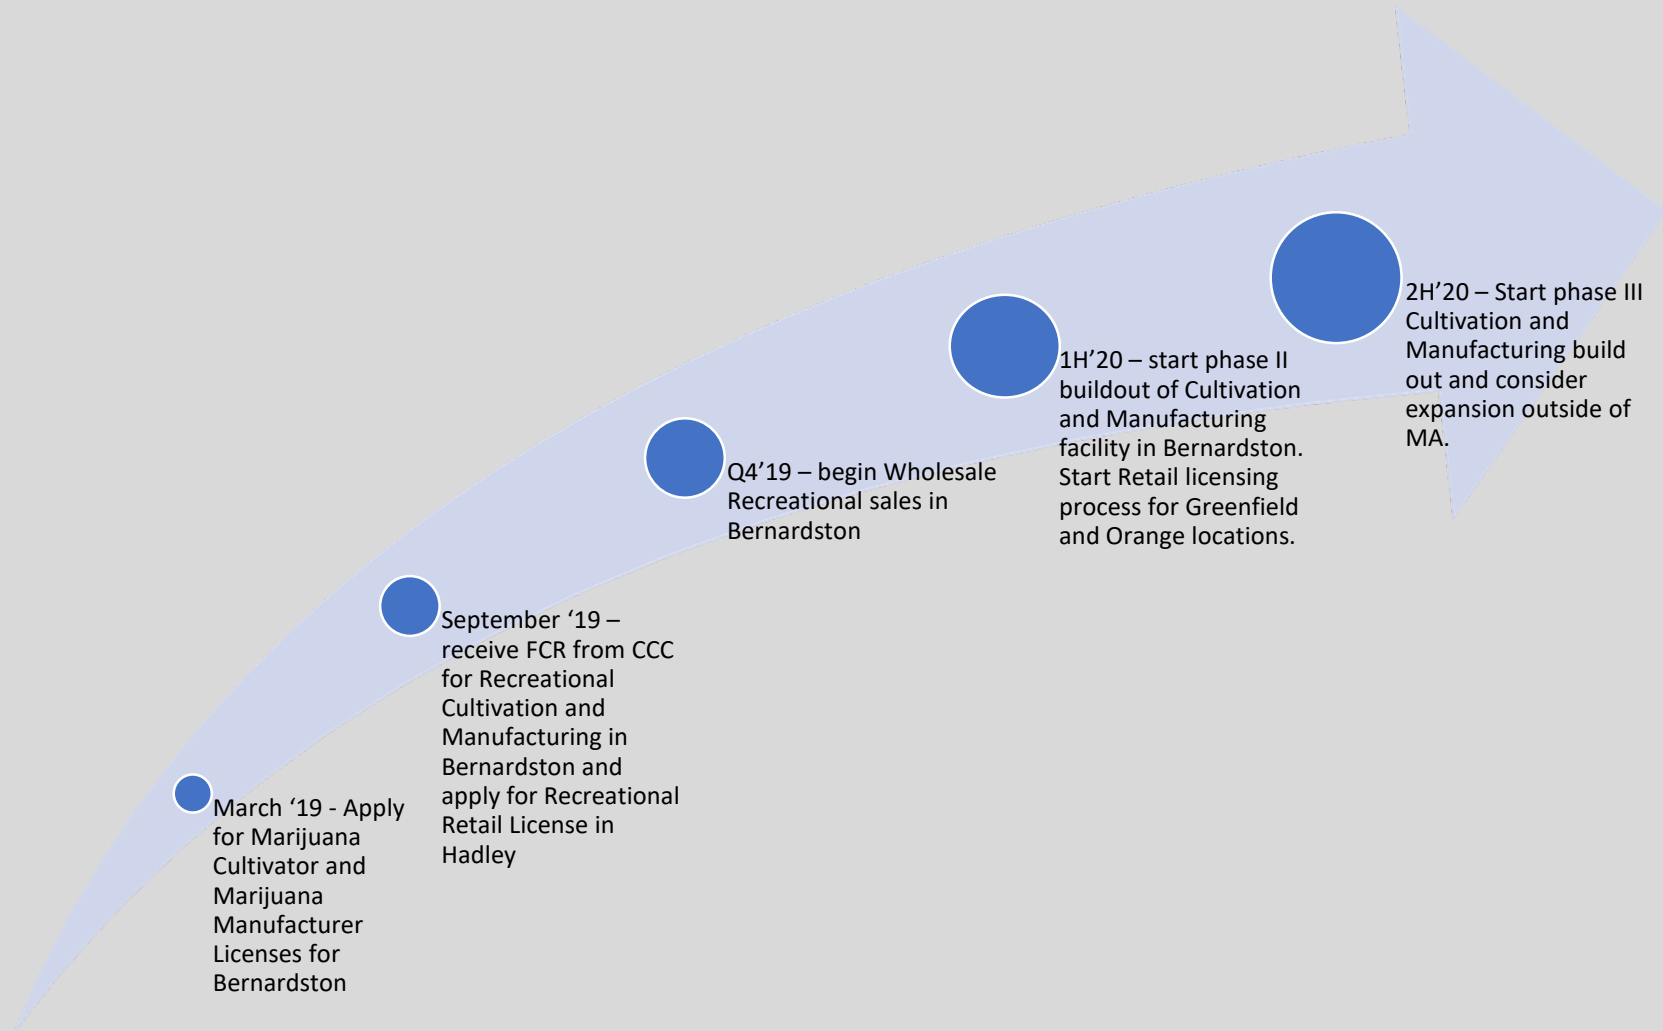 March ‘19 - Apply
for Marijuana
Cultivator and
Marijuana
Manufacturer
Licenses for
Bernardston
September ‘19 –
receive FCR from CCC
for Recreational
Cultivation and
Manufacturing in
Bernardston and
apply for Recreational
Retail License in
Hadley
Q4’19 – begin Wholesale
Recreational sales in
Bernardston
1H’20 – start phase II
buildout of Cultivation
and Manufacturing
facility in Bernardston.
Start Retail licensing
process for Greenfield
and Orange locations.
2H’20 – Start phase III
Cultivation and
Manufacturing build
out and consider
expansion outside of
MA.